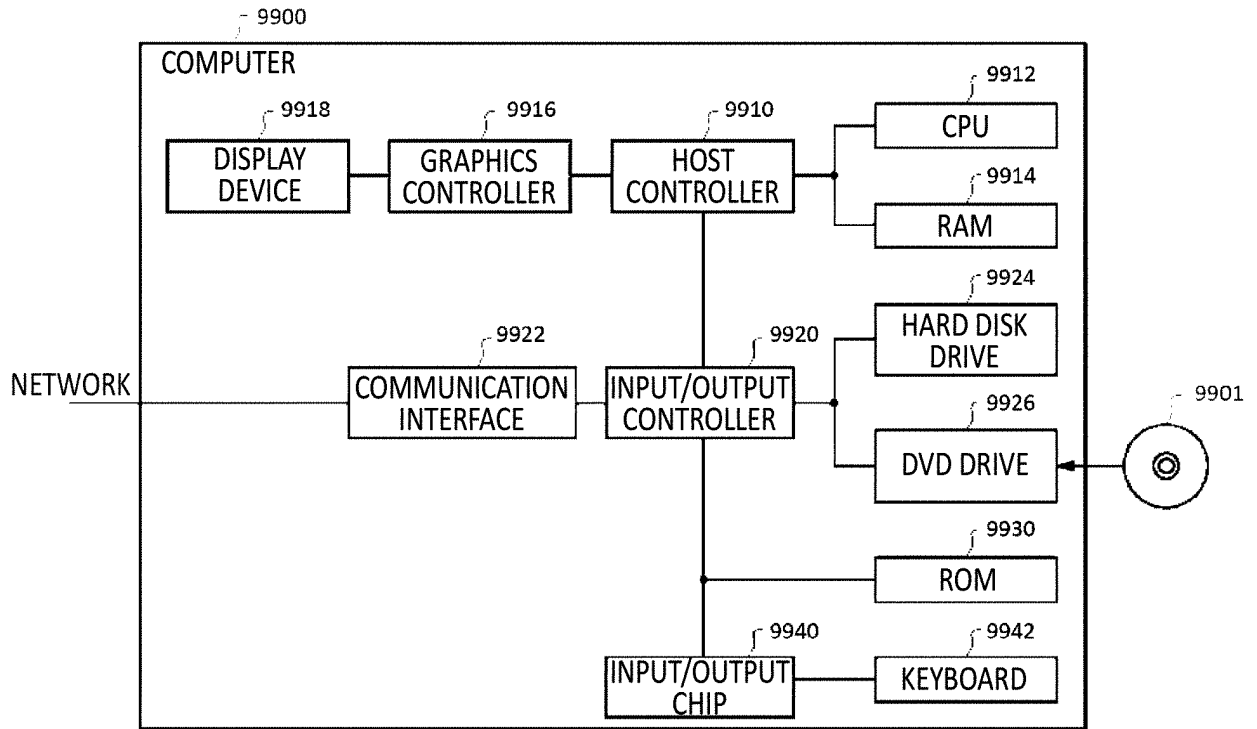 9900
COMPUTER
9918
9916
9910
9912
DISPLAY
DEVICE
GRAPHICS
CONTROLLER
HOST
CONTROLLER
CPU
9914
RAM
9924
HARD DISK
DRIVE
9922
9920
NETWORK
COMMUNICATION
INTERFACE
INPUT/OUTPUT
CONTROLLER
9926
DVD DRIVE
9901
9930
ROM
9940
9942
INPUT/OUTPUT
CHIP
KEYBOARD